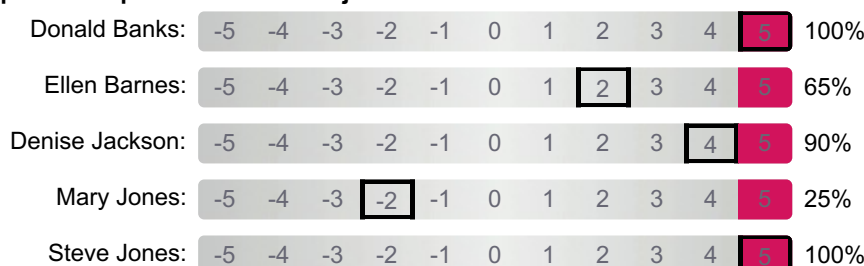 Donald Banks: -5 -4 -3 -2 -1 0 1 2 3 4 5 100%
Ellen Barnes: -5 -4 -3 -2 -1 0 1 2 3 4 5 65%
Denise Jackson: -5 -4 -3 -2 -1 0 1 2 3 4 5 90%
Mary Jones: -5 -4 -3 -2 -1 0 1 2 3 4 5 25%
Steve Jones: -5 -4 -3 -2 -1 0 1 2 3 4 5 100%